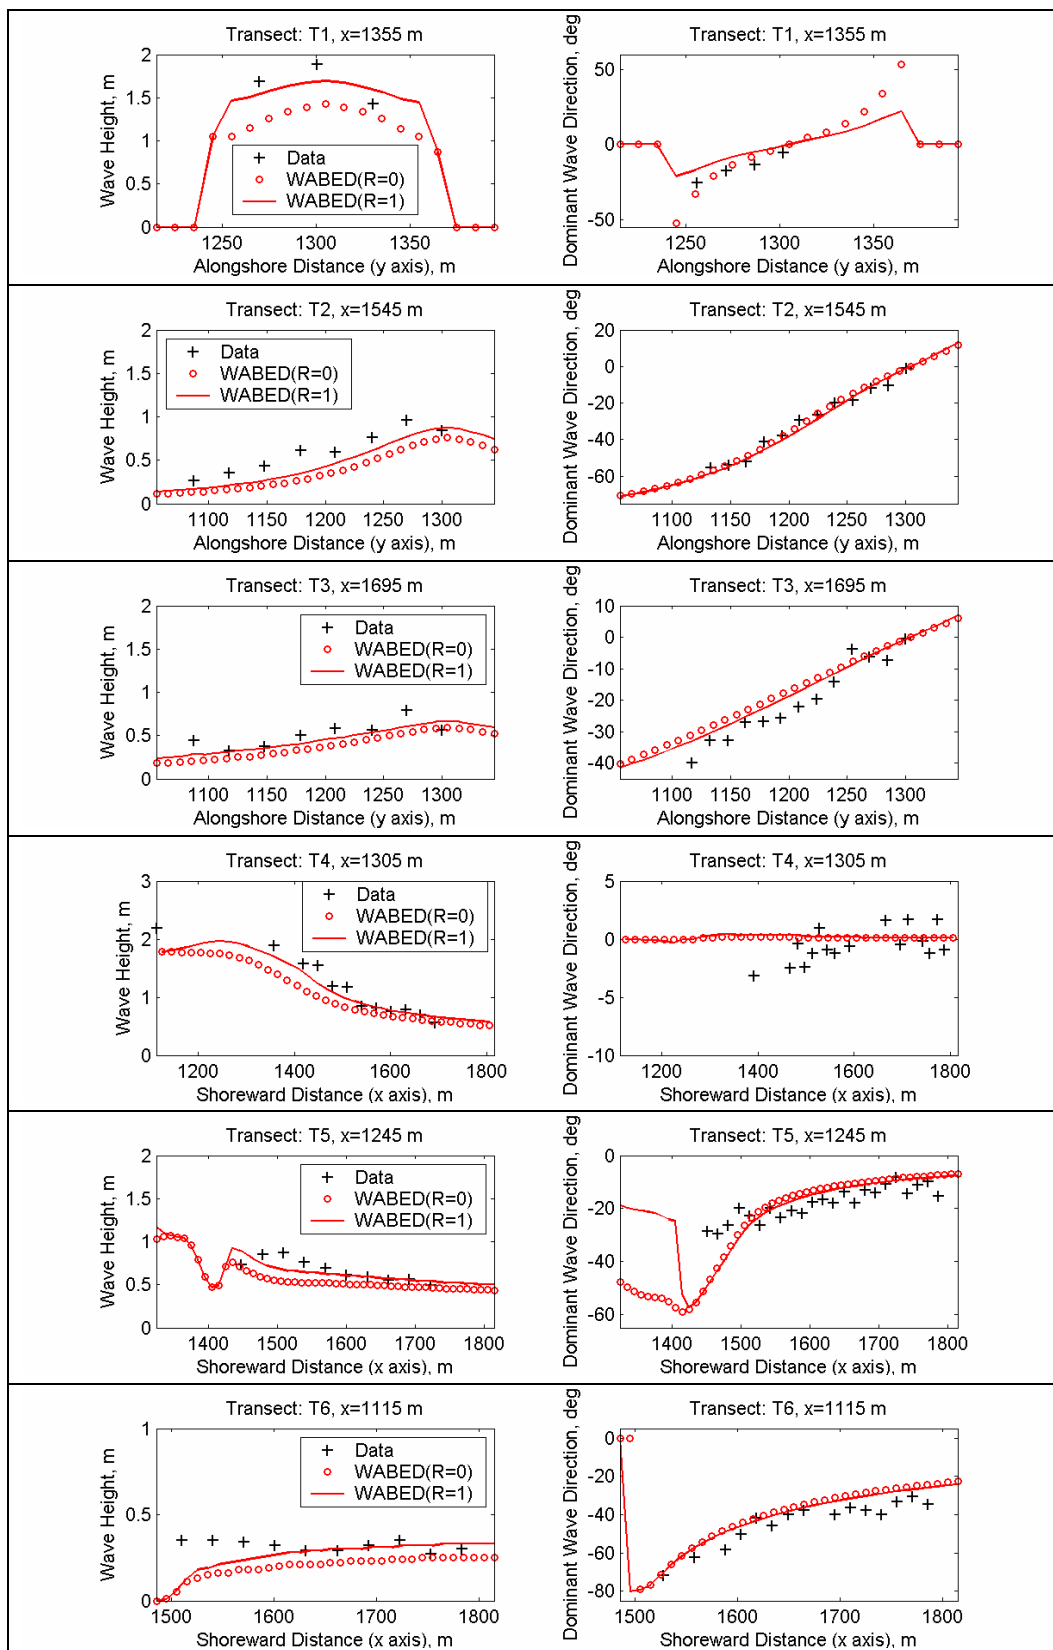 Transect: T1, x=1355 m
Wave Height, m
2
1.5
1
0.5
0
+ Data
WABED(R=0)
WABED(R=1)
1250 1300 1350
Alongshore Distance (y axis), m
Transect: T1, x=1355 m
Dominant Wave Direction, deg
50
0
-50
1250 1300 1350
Alongshore Distance (y axis), m
Transect: T2, x=1545 m
Wave Height, m
2
1.5
1
0.5
0
+ Data
WABED(R=0)
WABED(R=1)
1100 1150 1200 1250 1300
Alongshore Distance (y axis), m
Transect: T2, x=1545 m
Dominant Wave Direction, deg
20
0
-20
-40
-60
1100 1150 1200 1250 1300
Alongshore Distance (y axis), m
Transect: T3, x=1695 m
Wave Height, m
2
1.5
1
0.5
0
+ Data
WABED(R=0)
WABED(R=1)
1100 1150 1200 1250 1300
Alongshore Distance (y axis), m
Transect: T3, x=1695 m
Dominant Wave Direction, deg
10
0
-10
-20
-30
-40
1100 1150 1200 1250 1300
Alongshore Distance (y axis), m
Transect: T4, x=1305 m
Wave Height, m
3
2
1
0
+ Data
WABED(R=0)
WABED(R=1)
1200 1400 1600 1800
Shoreward Distance (x axis), m
Transect: T4, x=1305 m
Dominant Wave Direction, deg
5
0
-5
-10
1200 1400 1600 1800
Shoreward Distance (x axis), m
Transect: T5, x=1245 m
Wave Height, m
2
1.5
1
0.5
0
+ Data
WABED(R=0)
WABED(R=1)
1400 1500 1600 1700 1800
Shoreward Distance (x axis), m
Transect: T5, x=1245 m
Dominant Wave Direction, deg
0
-20
-40
-60
1400 1500 1600 1700 1800
Shoreward Distance (x axis), m
Transect: T6, x=1115 m
Wave Height, m
1
0.5
0
+ Data
WABED(R=0)
WABED(R=1)
1500 1600 1700 1800
Shoreward Distance (x axis), m
Transect: T6, x=1115 m
Dominant Wave Direction, deg
0
-20
-40
-60
-80
1500 1600 1700 1800
Shoreward Distance (x axis), m